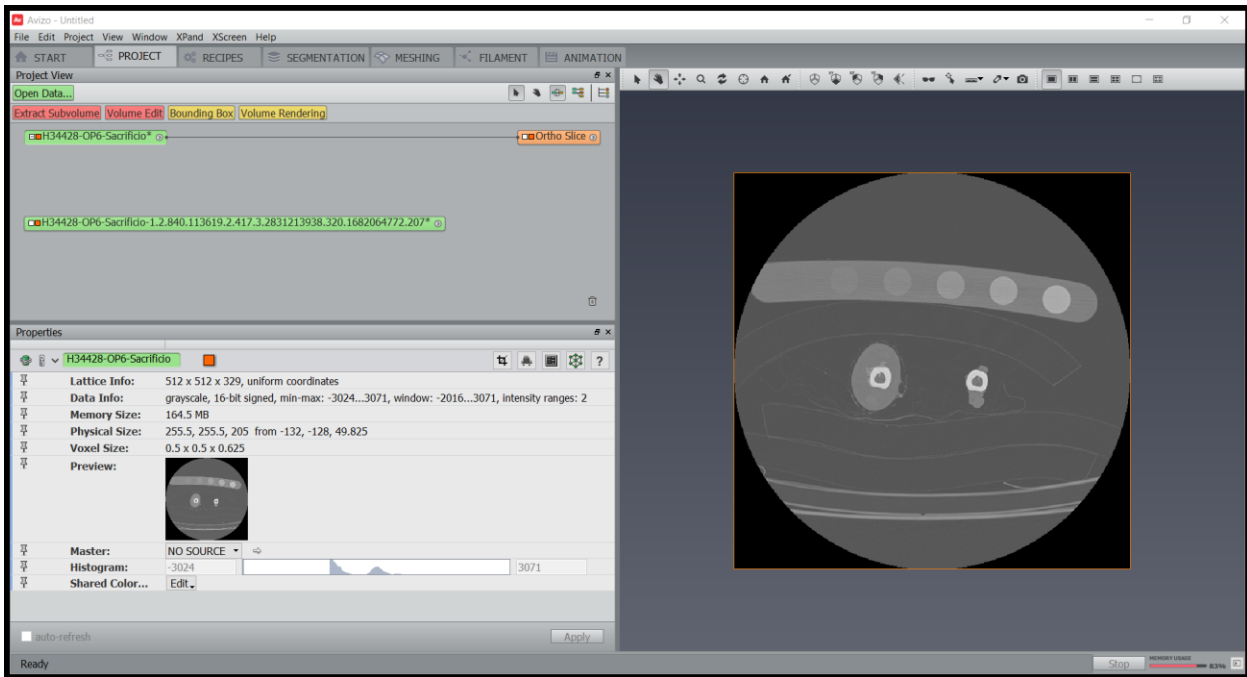 Av Avizo - Untitled
File Edit Project View Window XPand XScreen Help
START PROJECT RECIPES SEGMENTATION MESHING FILAMENT ANIMATION
Project View
Open Data...
Extract Subvolume Volume Edit Bounding Box Volume Rendering
H34428-OP6-Sacrificio* Ortho Slice
H34428-OP6-Sacrificio-1.2.840.113619.2.417.3.2831213938.320.1682064772.207*
Properties
H34428-OP6-Sacrificio ?
Lattice Info: 512 x 512 x 329, uniform coordinates
Data Info: grayscale, 16-bit signed, min-max: -3024...3071, window: -2016...3071, intensity ranges: 2
Memory Size: 164.5 MB
Physical Size: 255.5, 255.5, 205 from -132, -128, 49.825
Voxel Size: 0.5 x 0.5 x 0.625
Preview:
Master: NO SOURCE
Histogram: -3024 3071
Shared Color... Edit
auto-refresh Apply
Ready Stop MEMORY USAGE 83%